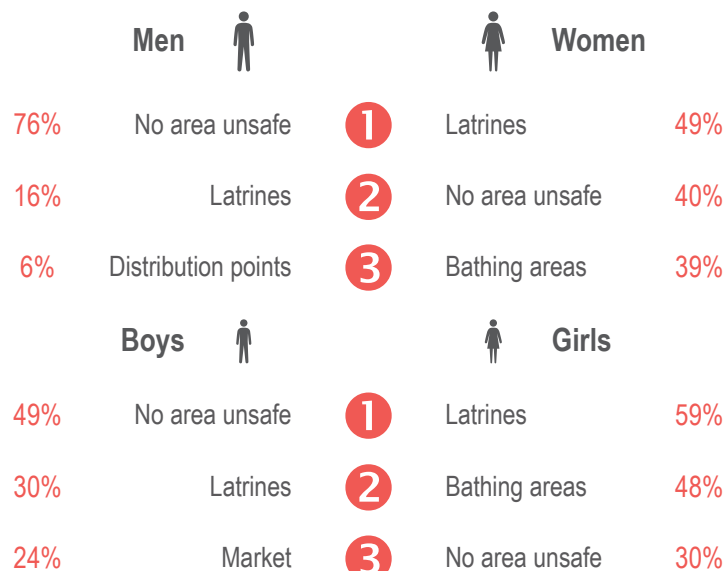 Men Women
76% No area unsafe 1 Latrines 49%
16% Latrines 2 No area unsafe 40%
6% Distribution points 3 Bathing areas 39%
Boys Girls
49% No area unsafe 1 Latrines 59%
30% Latrines 2 Bathing areas 48%
24% Market 3 No area unsafe 30%